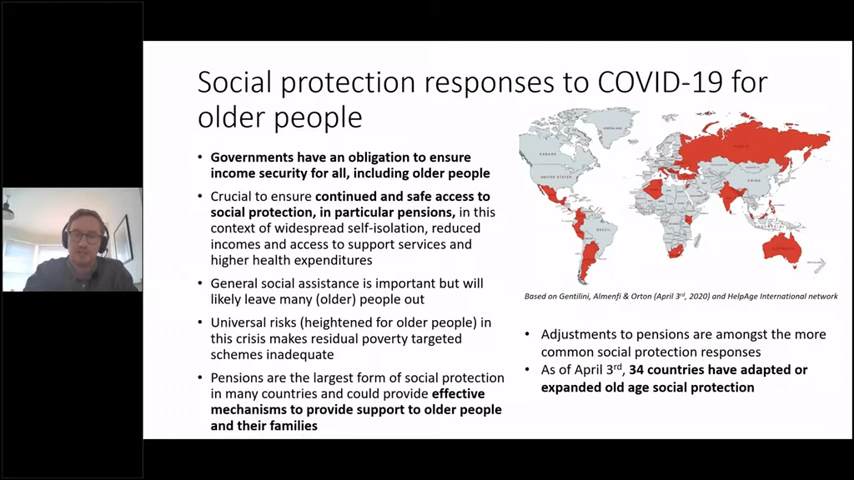 Social protection responses to COVID-19 for
older people
• Governments have an obligation to ensure
income security for all, including older people
• Crucial to ensure continued and safe access to
social protection, in particular pensions, in this
context of widespread self-isolation, reduced
incomes and access to support services and
higher health expenditures
• General social assistance is important but will
likely leave many (older) people out
• Universal risks (heightened for older people) in
this crisis makes residual poverty targeted
schemes inadequate
• Pensions are the largest form of social protection
in many countries and could provide effective
mechanisms to provide support to older people
and their families
CANADA
UNITED STATES
BRAZIL
CHINA
Based on Gentilini, Almenfi & Orton (April 3rd, 2020) and HelpAge International network
• Adjustments to pensions are amongst the more
common social protection responses
• As of April 3rd, 34 countries have adapted or
expanded old age social protection